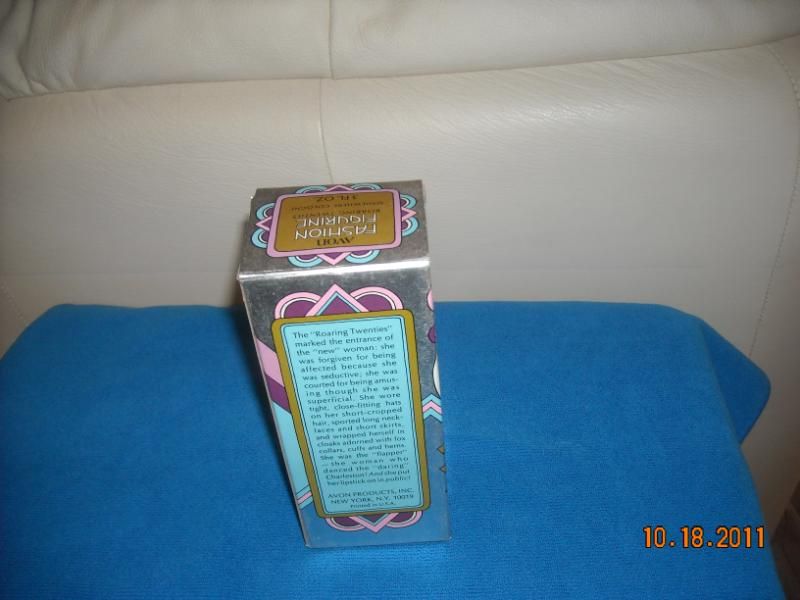 AVON
FASHION
FIGURINE
ROARING TWENTIES
SOMEWHERE COLOGNE
3 FL. OZ.
The "Roaring Twenties"
marked the entrance of
the "new" woman: she
was forgiven for being
affected because she
was seductive; she was
courted for being amus-
ing though she was
superficial. She wore
tight, close-fitting hats
on her short-cropped
hair, sported long neck-
laces and short skirts,
and wrapped herself in
cloaks adorned with fox
collars, cuffs and hems.
She was the "flapper"
—she woman who
danced the "daring"
Charleston! And she put
her lipstick on in public!
AVON PRODUCTS, INC.
NEW YORK, N.Y. 10019
Printed in U.S.A.
10.18.2011